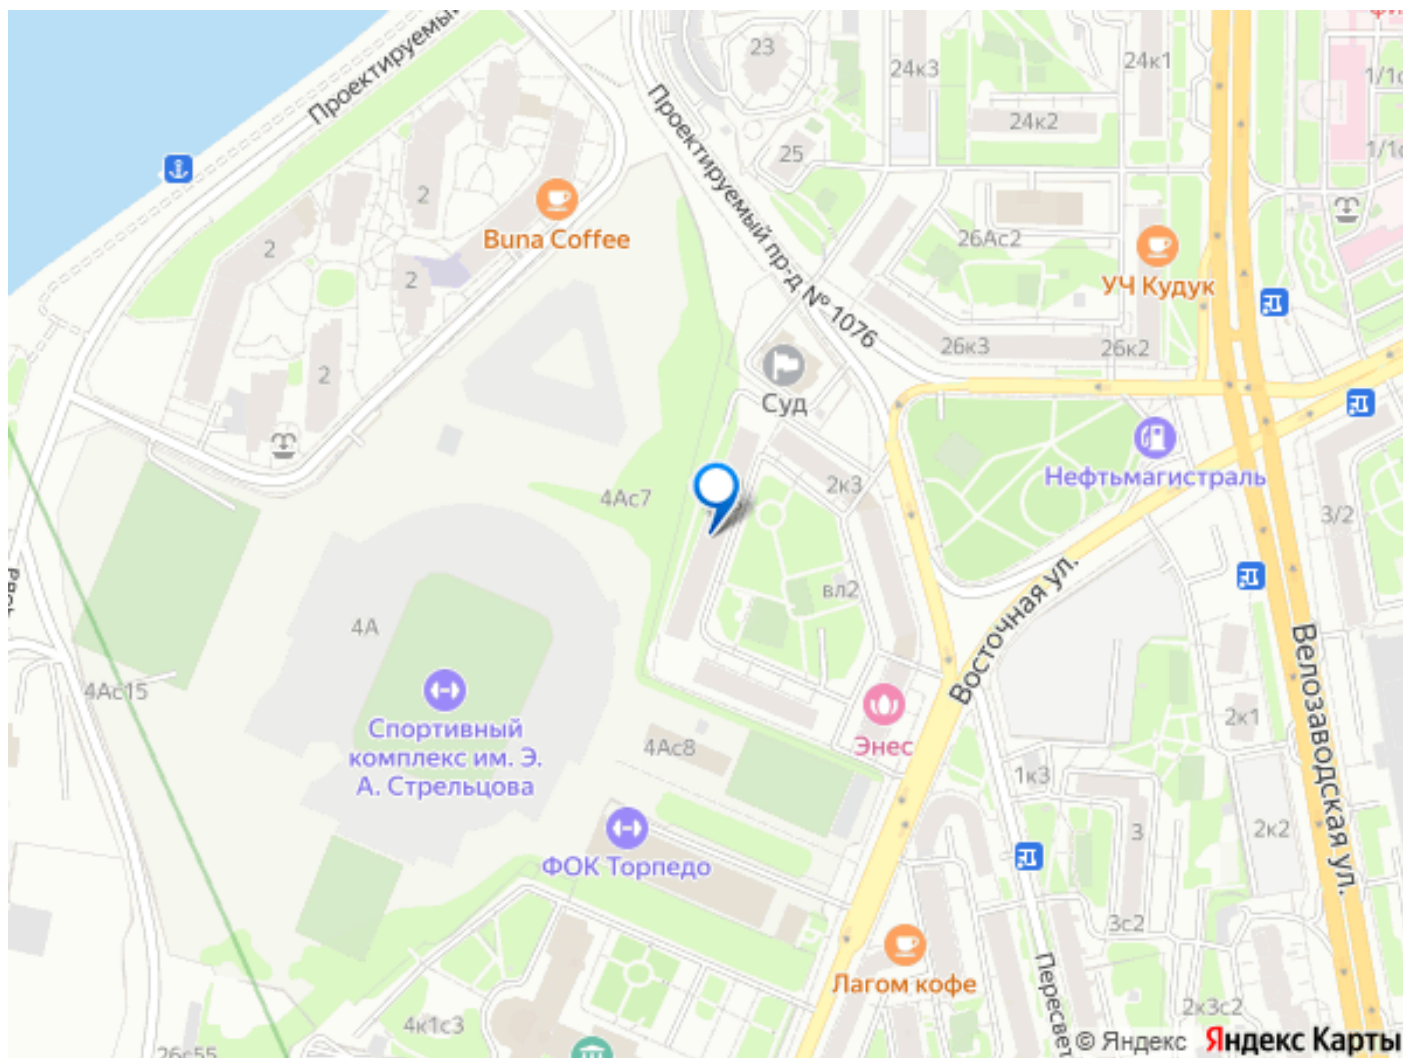 Проектируемый
23
24к3
24к1
24к2
25
1/1с
1/1с
Проектируемый пр-д № 1076
2
2
2
2
Buna Coffee
26Ас2
УЧ Кудук
26к3
26к2
Суд
Нефтьмагистраль
2к3
4Ас7
3/2
вл2
Восточная ул.
4А
4Ас15
Спортивный
комплекс им. Э.
А. Стрельцова
4Ас8
Энес
Велозаводская ул.
2к1
1к3
3
2к2
ФОК Торпедо
3с2
Лагом кофе
Пересвет
4к1с3
2к3с2
26с55
© Яндекс Яндекс Карты